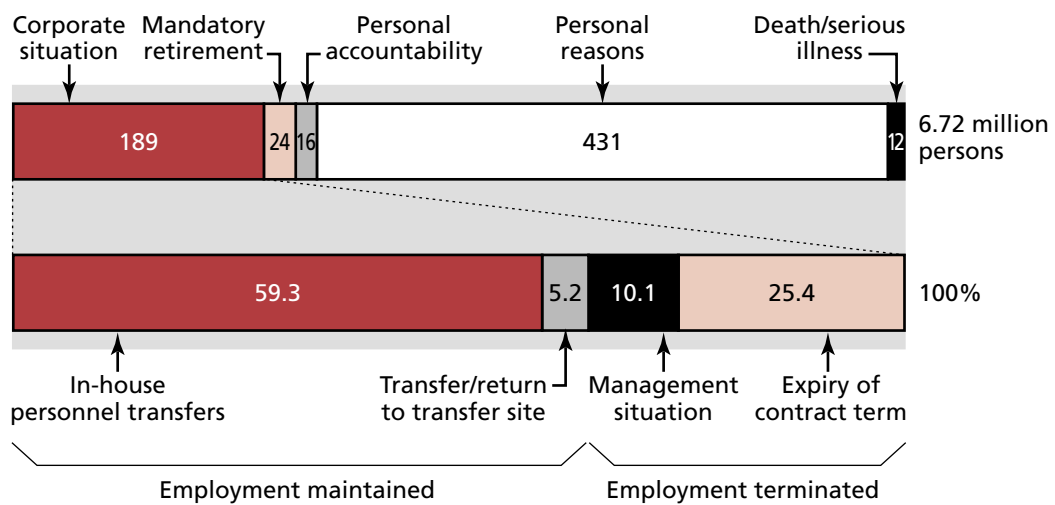 Corporate
situation
Mandatory
retirement
Personal
accountability
Personal
reasons
Death/serious
illness
189
24
16
431
12
6.72 million
persons
59.3
5.2
10.1
25.4
100%
In-house
personnel transfers
Transfer/return
to transfer site
Management
situation
Expiry of
contract term
Employment maintained
Employment terminated